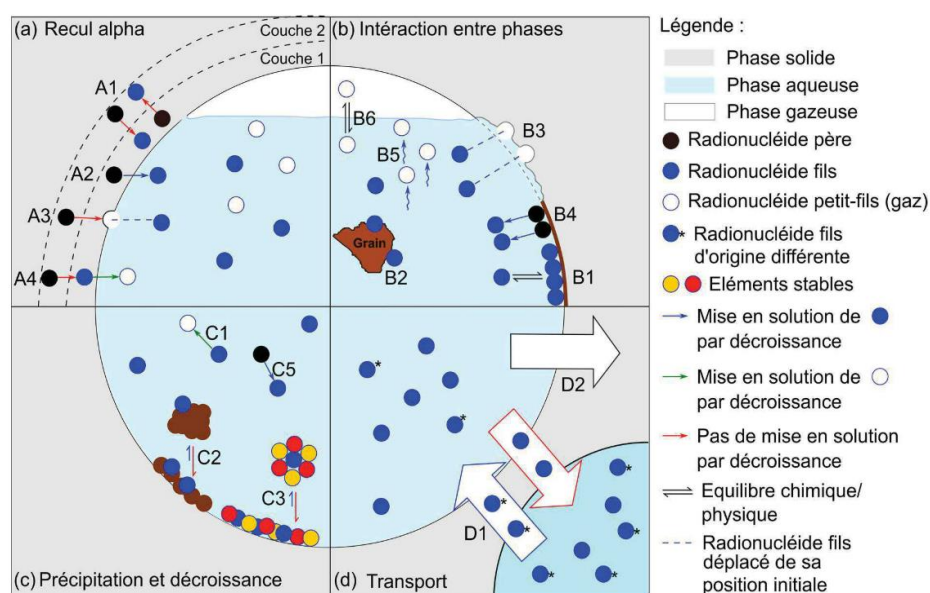 (a) Recul alpha
Couche 2
Couche 1
A1
A2
A3
A4
(b) Intéraction entre phases
B6
B5
B3
B4
Grain
B2
B1
C1
C5
C2
C3
(c) Précipitation et décroissance
D2
D1
(d) Transport
Légende :
Phase solide
Phase aqueuse
Phase gazeuse
Radionucléide père
Radionucléide fils
Radionucléide petit-fils (gaz)
* Radionucléide fils
d'origine différente
Eléments stables
Mise en solution de
par décroissance
Mise en solution de
par décroissance
Pas de mise en solution
par décroissance
Equilibre chimique/
physique
Radionucléide fils
déplacé de sa
position initiale